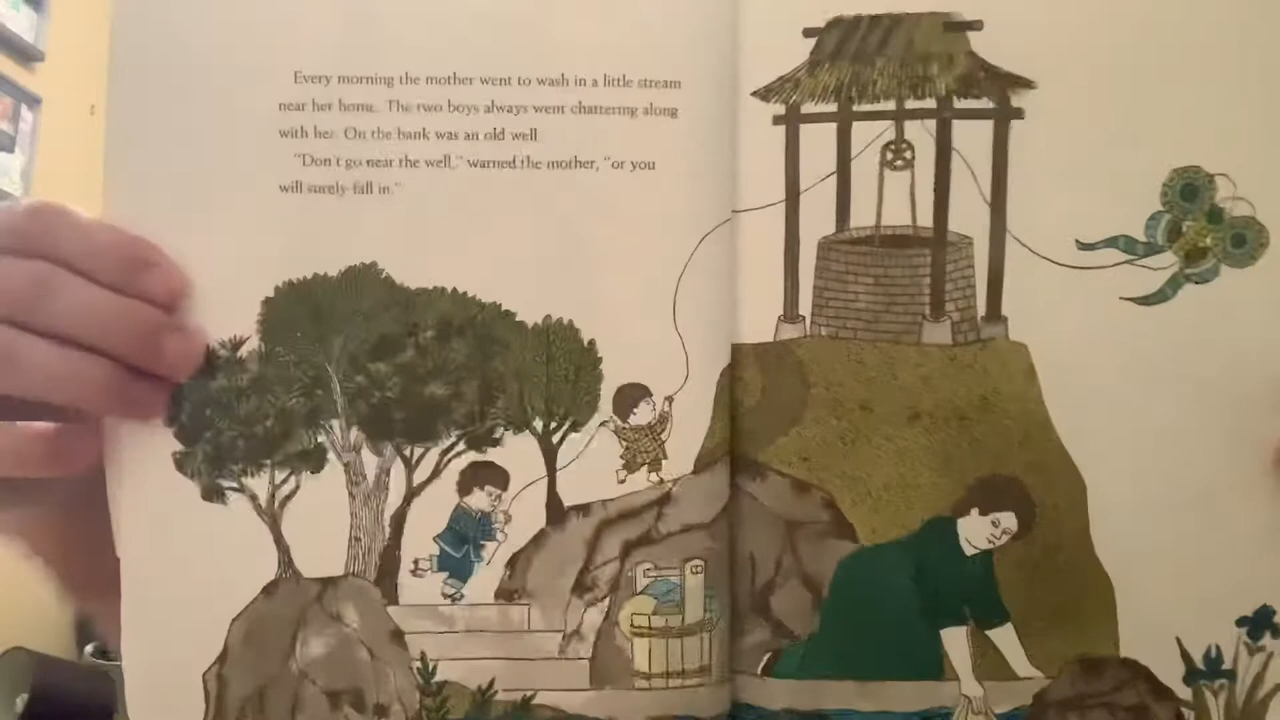 Every morning the mother went to wash in a little stream
near her home. The two boys always went chattering along
with her. On the bank was an old well.
"Don't go near the well," warned the mother, "or you
will surely fall in."